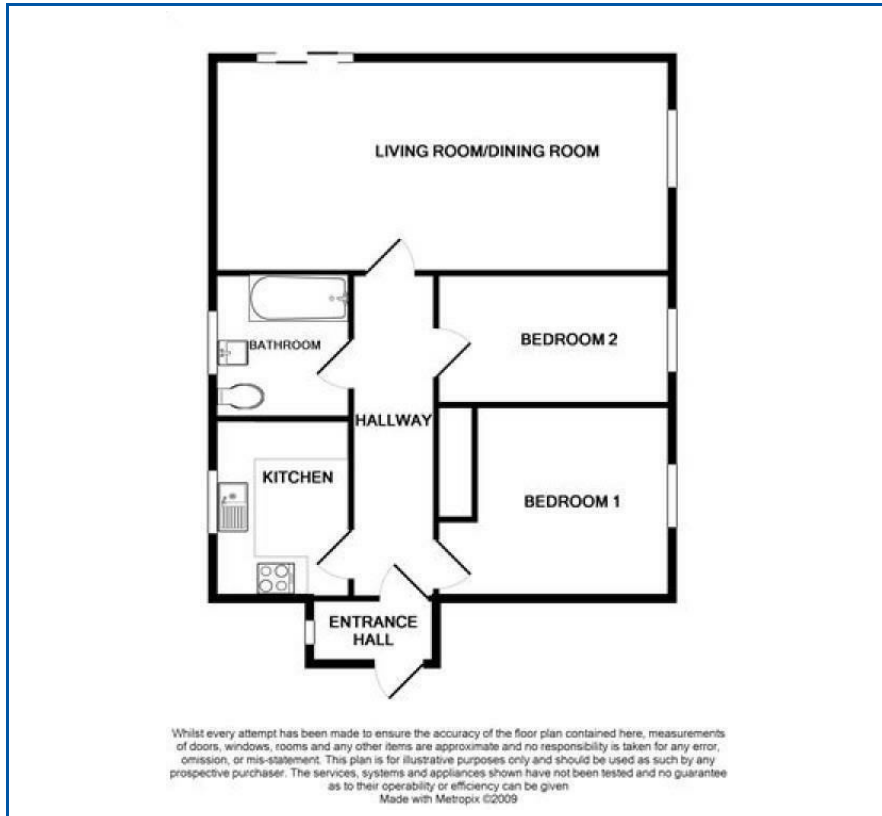 LIVING ROOM/DINING ROOM
BATHROOM
BEDROOM 2
HALLWAY
KITCHEN
BEDROOM 1
ENTRANCE
HALL
Whilst every attempt has been made to ensure the accuracy of the floor plan contained here, measurements
of doors, windows, rooms and any other items are approximate and no responsibility is taken for any error,
omission, or mis-statement. This plan is for illustrative purposes only and should be used as such by any
prospective purchaser. The services, systems and appliances shown have not been tested and no guarantee
as to their operability or efficiency can be given
Made with Metropix ©2009